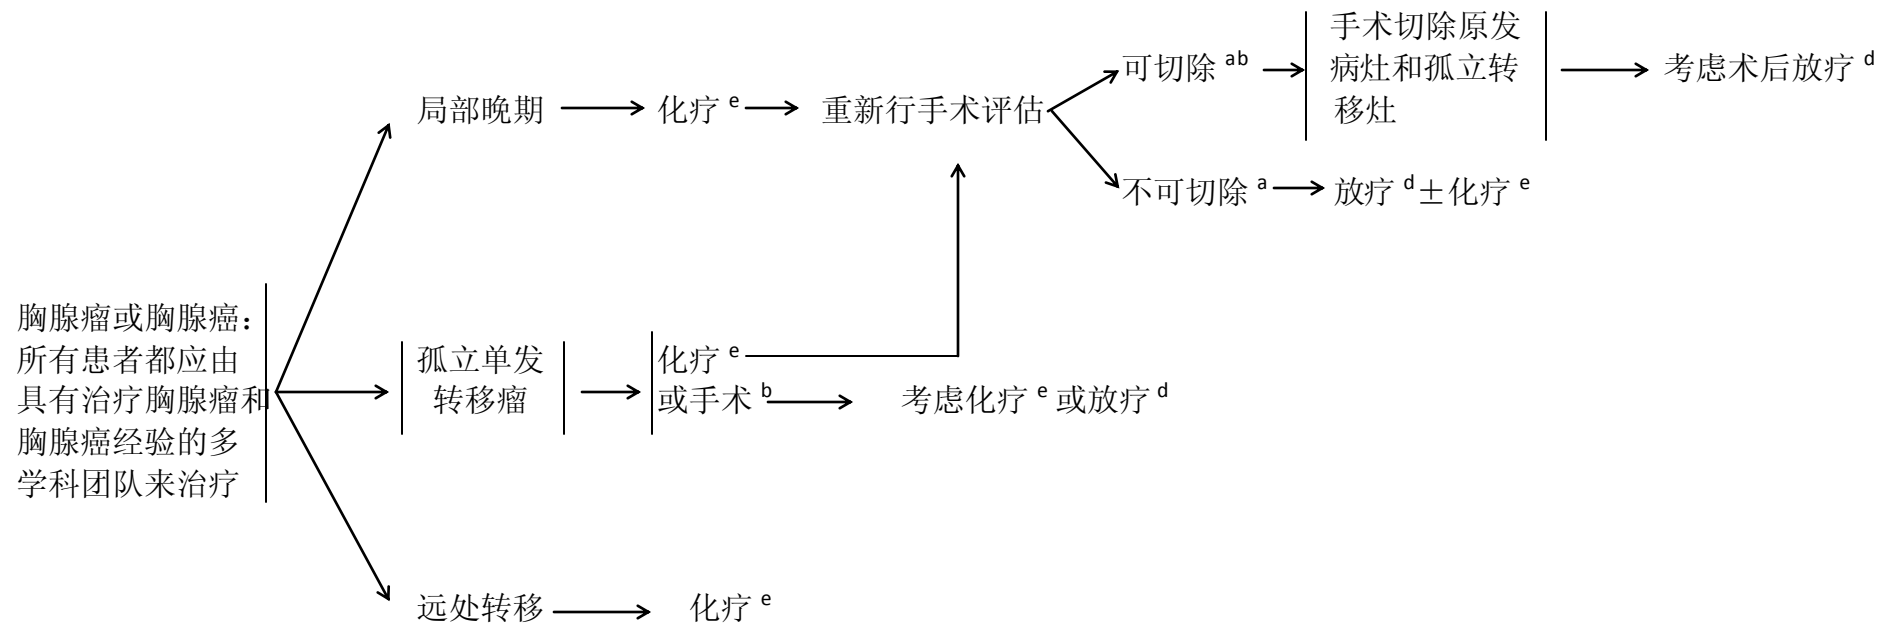 胸腺瘤或胸腺癌：
所有患者都应由
具有治疗胸腺瘤和
胸腺癌经验的多
学科团队来治疗
局部晚期
化疗 e
重新行手术评估
可切除 ab
手术切除原发
病灶和孤立转
移灶
考虑术后放疗 d
不可切除 a
放疗 d±化疗 e
孤立单发
转移瘤
化疗 e
或手术 b
考虑化疗 e 或放疗 d
远处转移
化疗 e